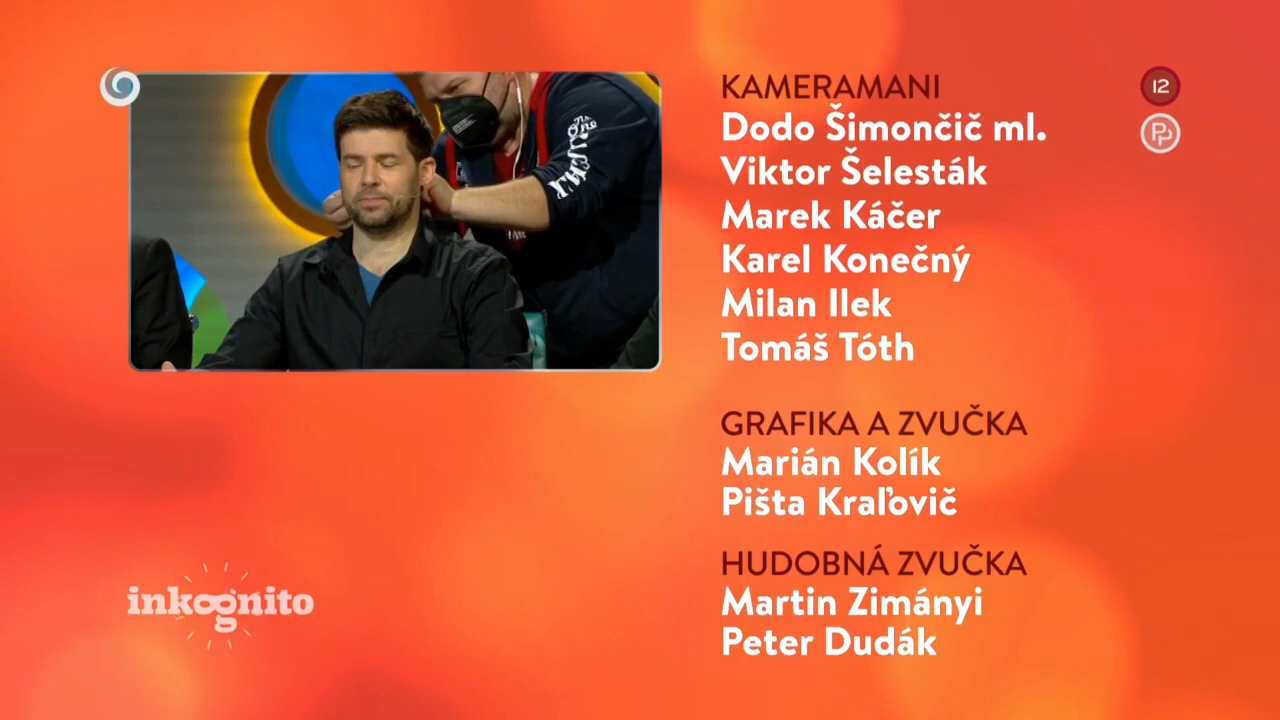 KAMERAMANI
Dodo Šimončič ml.
Viktor Šelesták
Marek Káčer
Karel Konečný
Milan Ilek
Tomáš Tóth
GRAFIKA A ZVUČKA
Marián Kolík
Pišta Kraľovič
HUDOBNÁ ZVUČKA
Martin Zimányi
Peter Dudák
inkognito
12
PP